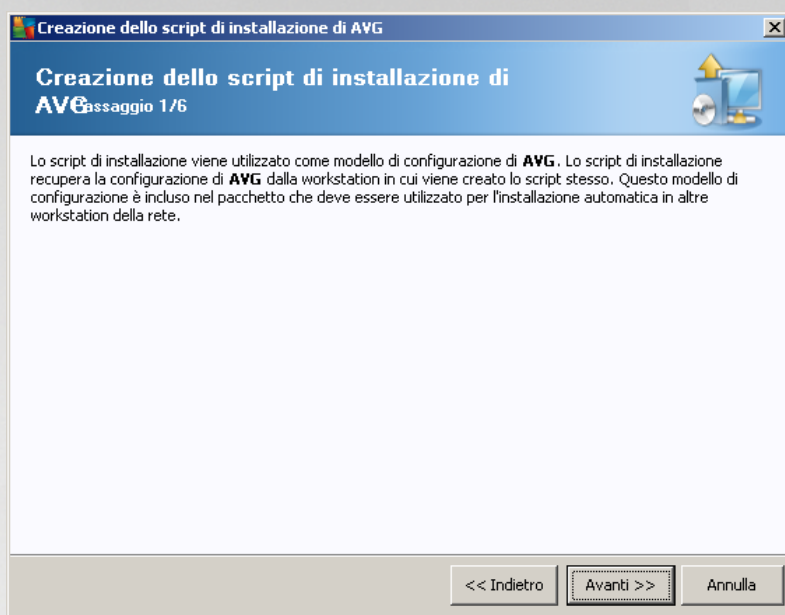 Creazione dello script di installazione di AVG
Creazione dello script di installazione di
AVG
assaggio 1/6
Lo script di installazione viene utilizzato come modello di configurazione di AVG. Lo script di installazione
recupera la configurazione di AVG dalla workstation in cui viene creato lo script stesso. Questo modello di
configurazione è incluso nel pacchetto che deve essere utilizzato per l'installazione automatica in altre
workstation della rete.
<< Indietro
Avanti >>
Annulla